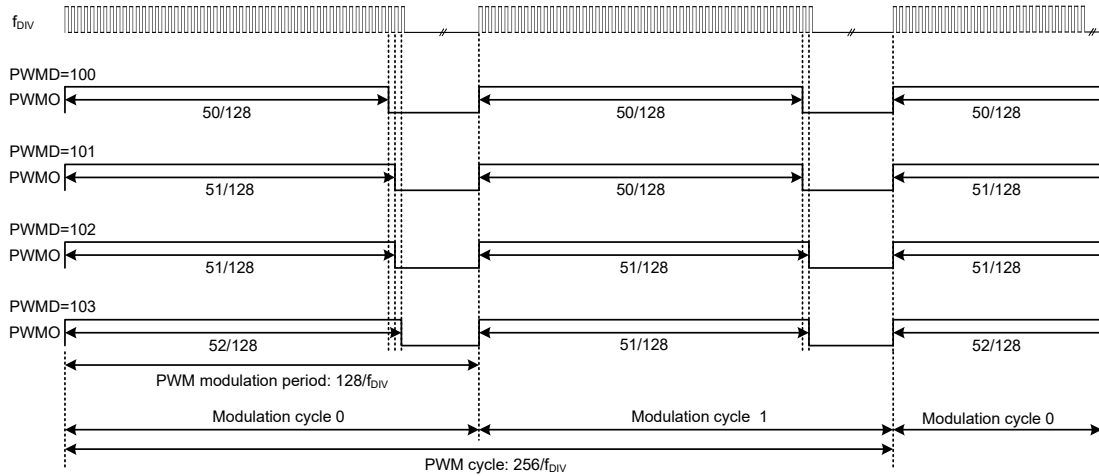 fDIV
PWMD=100
PWMO
50/128 50/128 50/128
PWMD=101
PWMO
51/128 50/128 51/128
PWMD=102
PWMO
51/128 51/128 51/128
PWMD=103
PWMO
52/128 51/128 52/128
PWM modulation period: 128/fDIV
Modulation cycle 0 Modulation cycle 1 Modulation cycle 0
PWM cycle: 256/fDIV